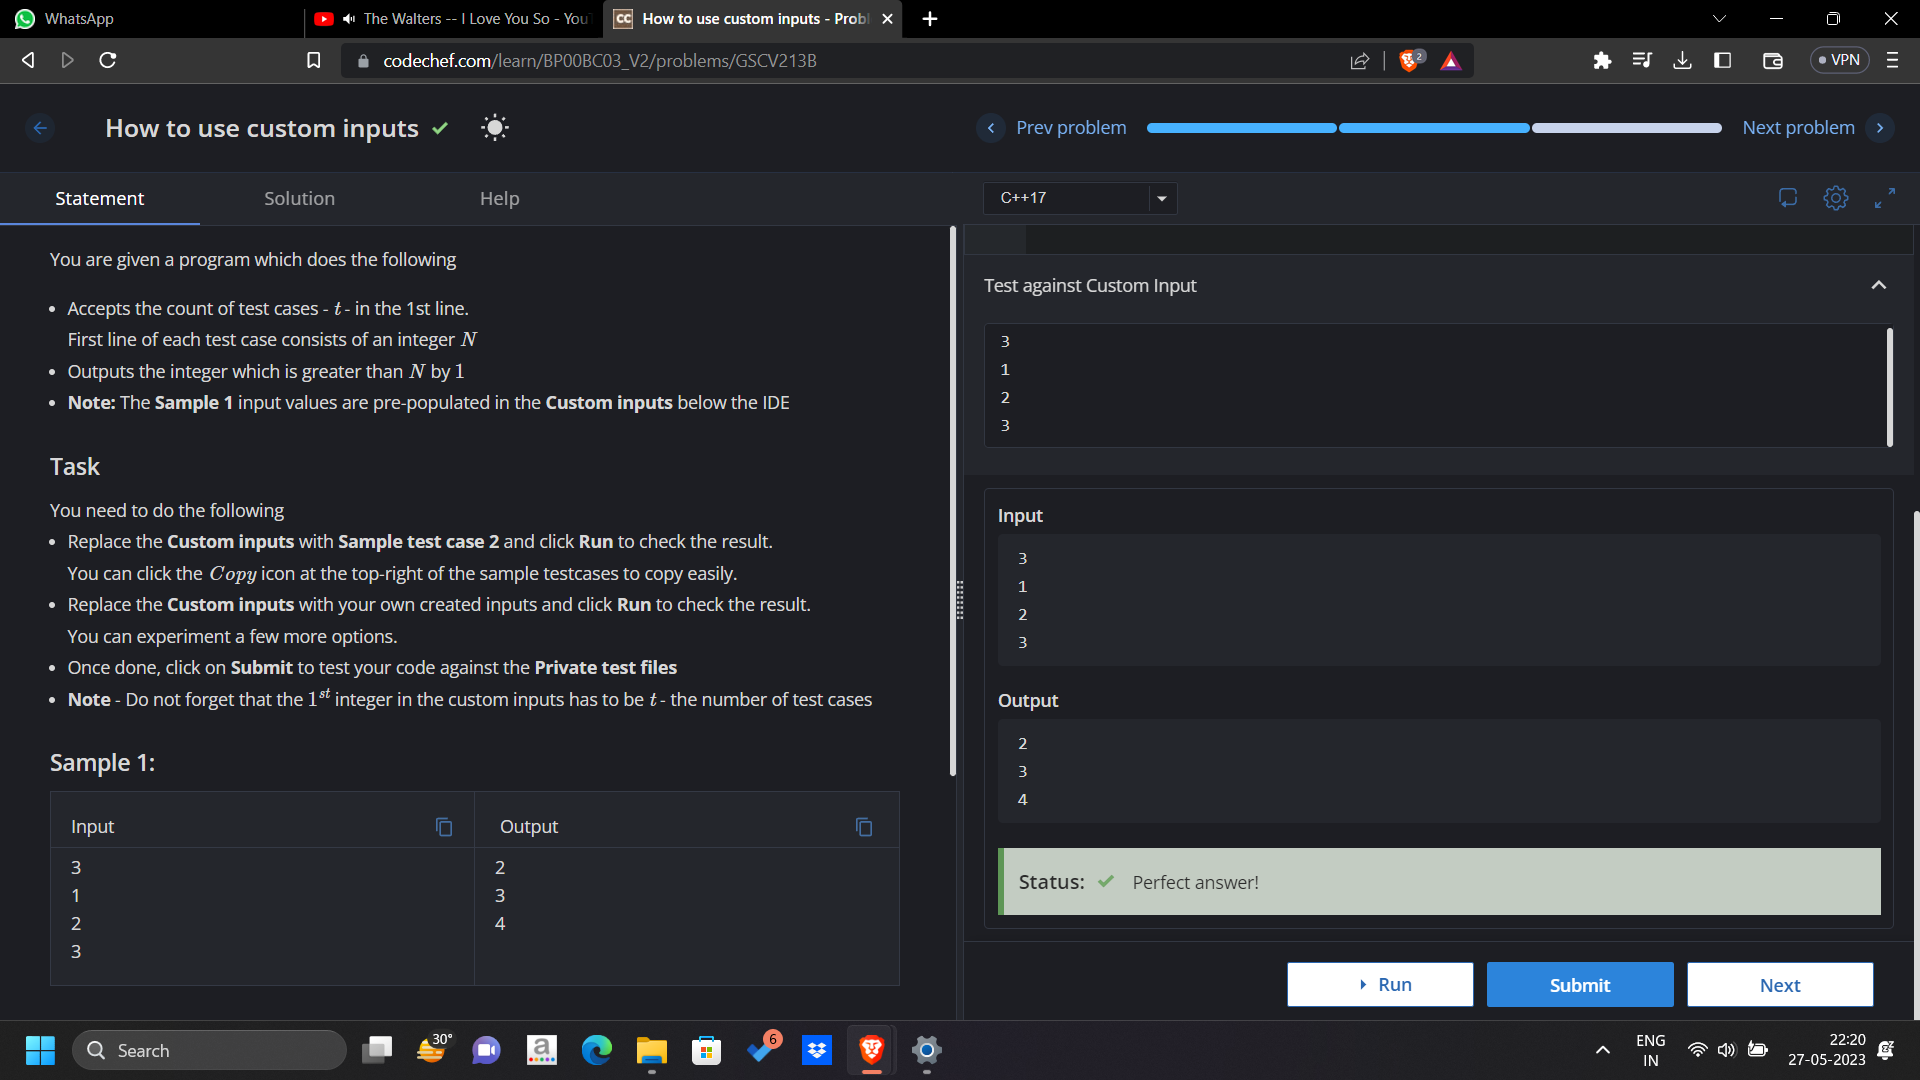 WhatsApp
The Walters -- I Love You So - You
How to use custom inputs - Probl
codechef.com/learn/BP00BC03_V2/problems/GSCV213B
2
VPN
How to use custom inputs
Prev problem
Next problem
Statement
Solution
Help
C++17
You are given a program which does the following
• Accepts the count of test cases - t - in the 1st line.
First line of each test case consists of an integer N
• Outputs the integer which is greater than N by 1
• Note: The Sample 1 input values are pre-populated in the Custom inputs below the IDE
Task
You need to do the following
• Replace the Custom inputs with Sample test case 2 and click Run to check the result.
You can click the Copy icon at the top-right of the sample testcases to copy easily.
• Replace the Custom inputs with your own created inputs and click Run to check the result.
You can experiment a few more options.
• Once done, click on Submit to test your code against the Private test files
• Note - Do not forget that the 1st integer in the custom inputs has to be t - the number of test cases
Sample 1:
Input
Output
3
1
2
3
2
3
4
Test against Custom Input
3
1
2
3
Input
3
1
2
3
Output
2
3
4
Status: Perfect answer!
Run
Submit
Next
Search
30°
6
ENG
IN
22:20
27-05-2023